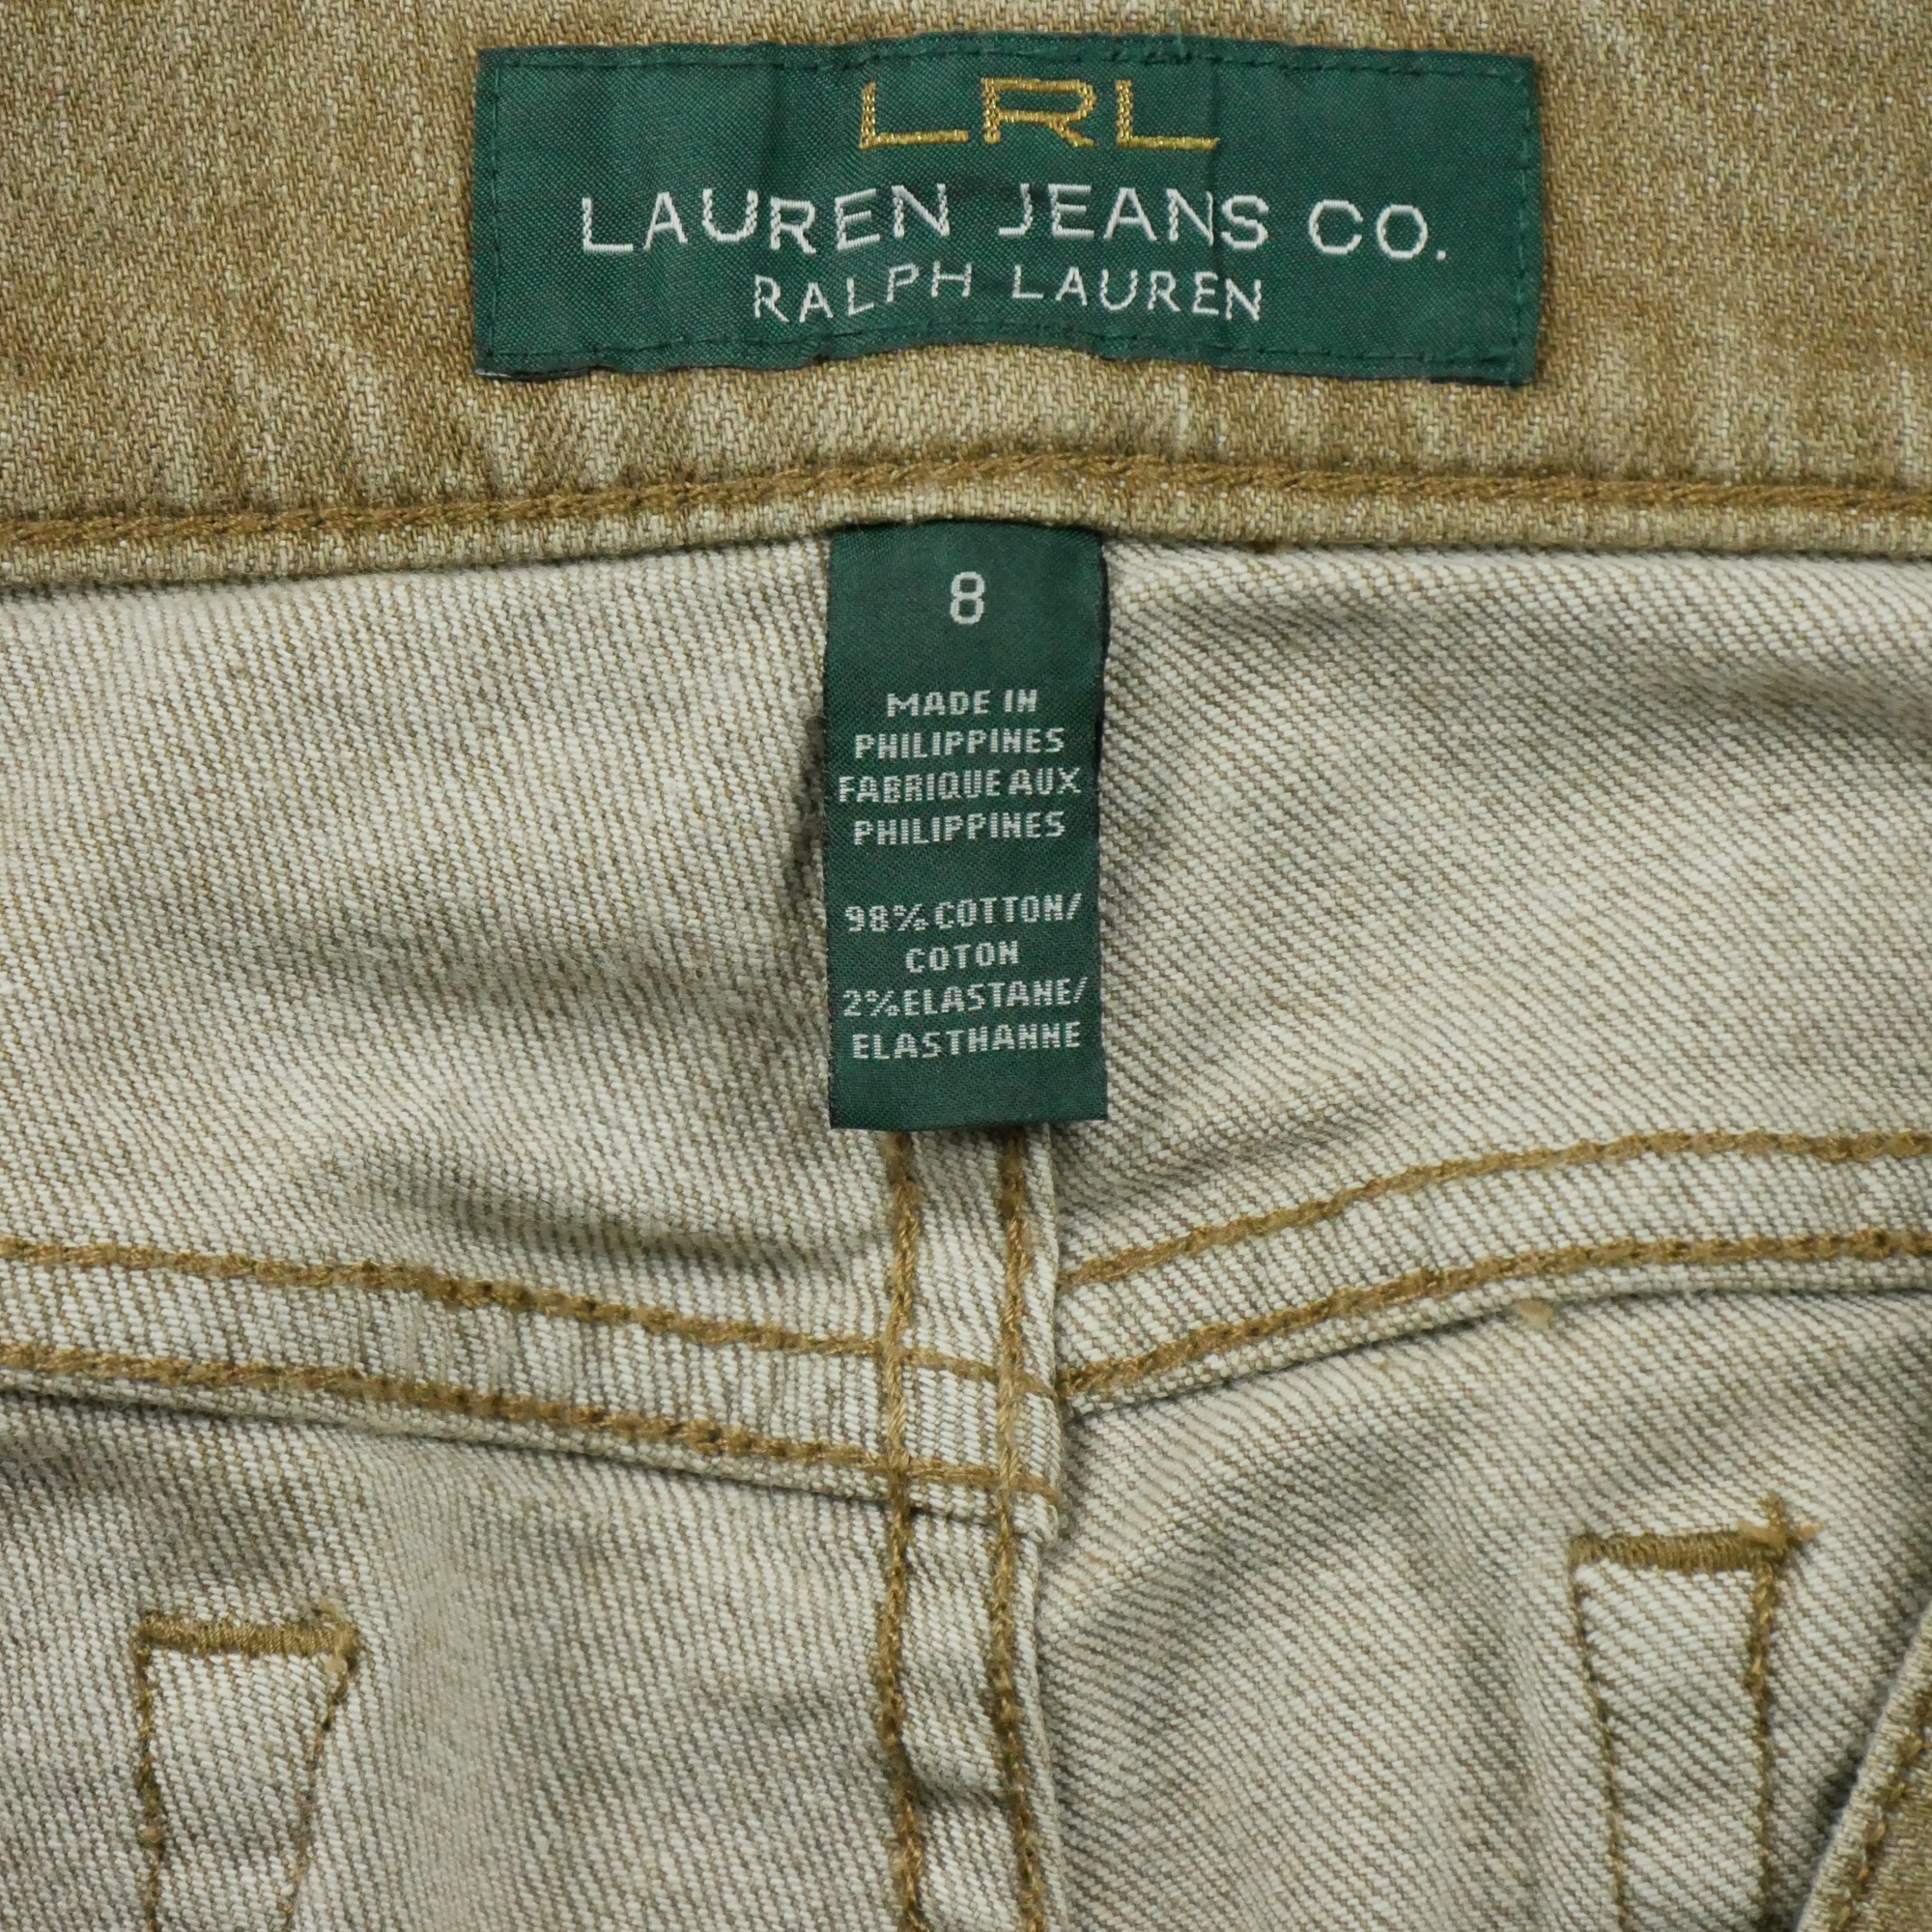 LRL
LAUREN JEANS CO.
RALPH LAUREN
8
MADE IN
PHILIPPINES
FABRIQUE AUX
PHILIPPINES
98% COTTON/
COTON
2% ELASTANE/
ELASTHANNE